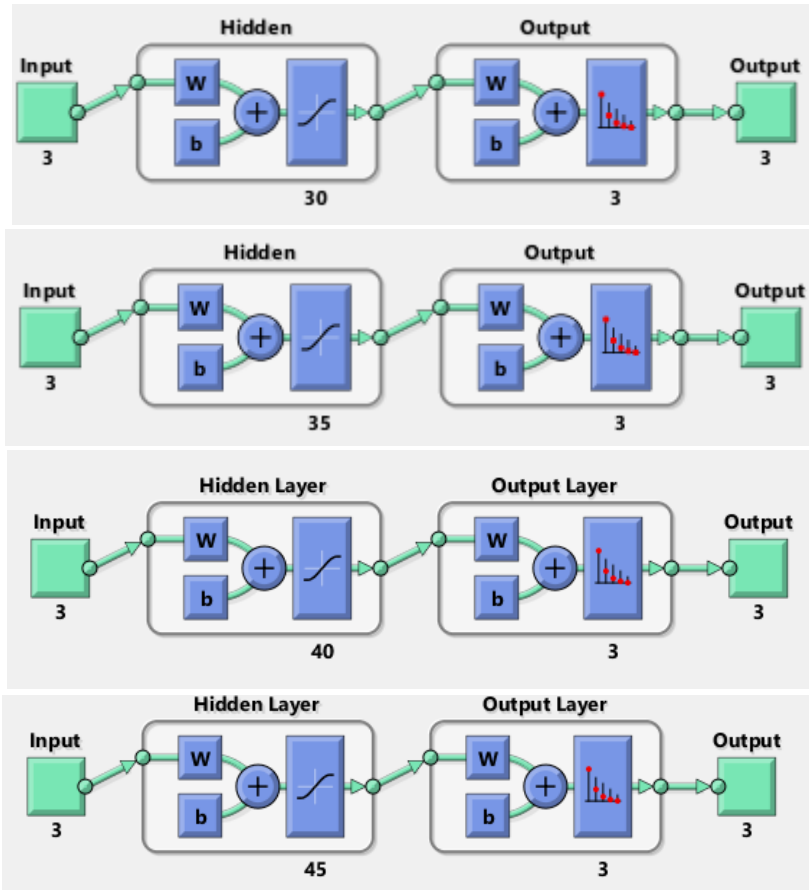 Hidden Output
Input Output
W W
+ +
b b
3 3
30 3
Hidden Output
Input Output
W W
+ +
b b
3 3
35 3
Hidden Layer Output Layer
Input Output
W W
+ +
b b
3 3
40 3
Hidden Layer Output Layer
Input Output
W W
+ +
b b
3 3
45 3